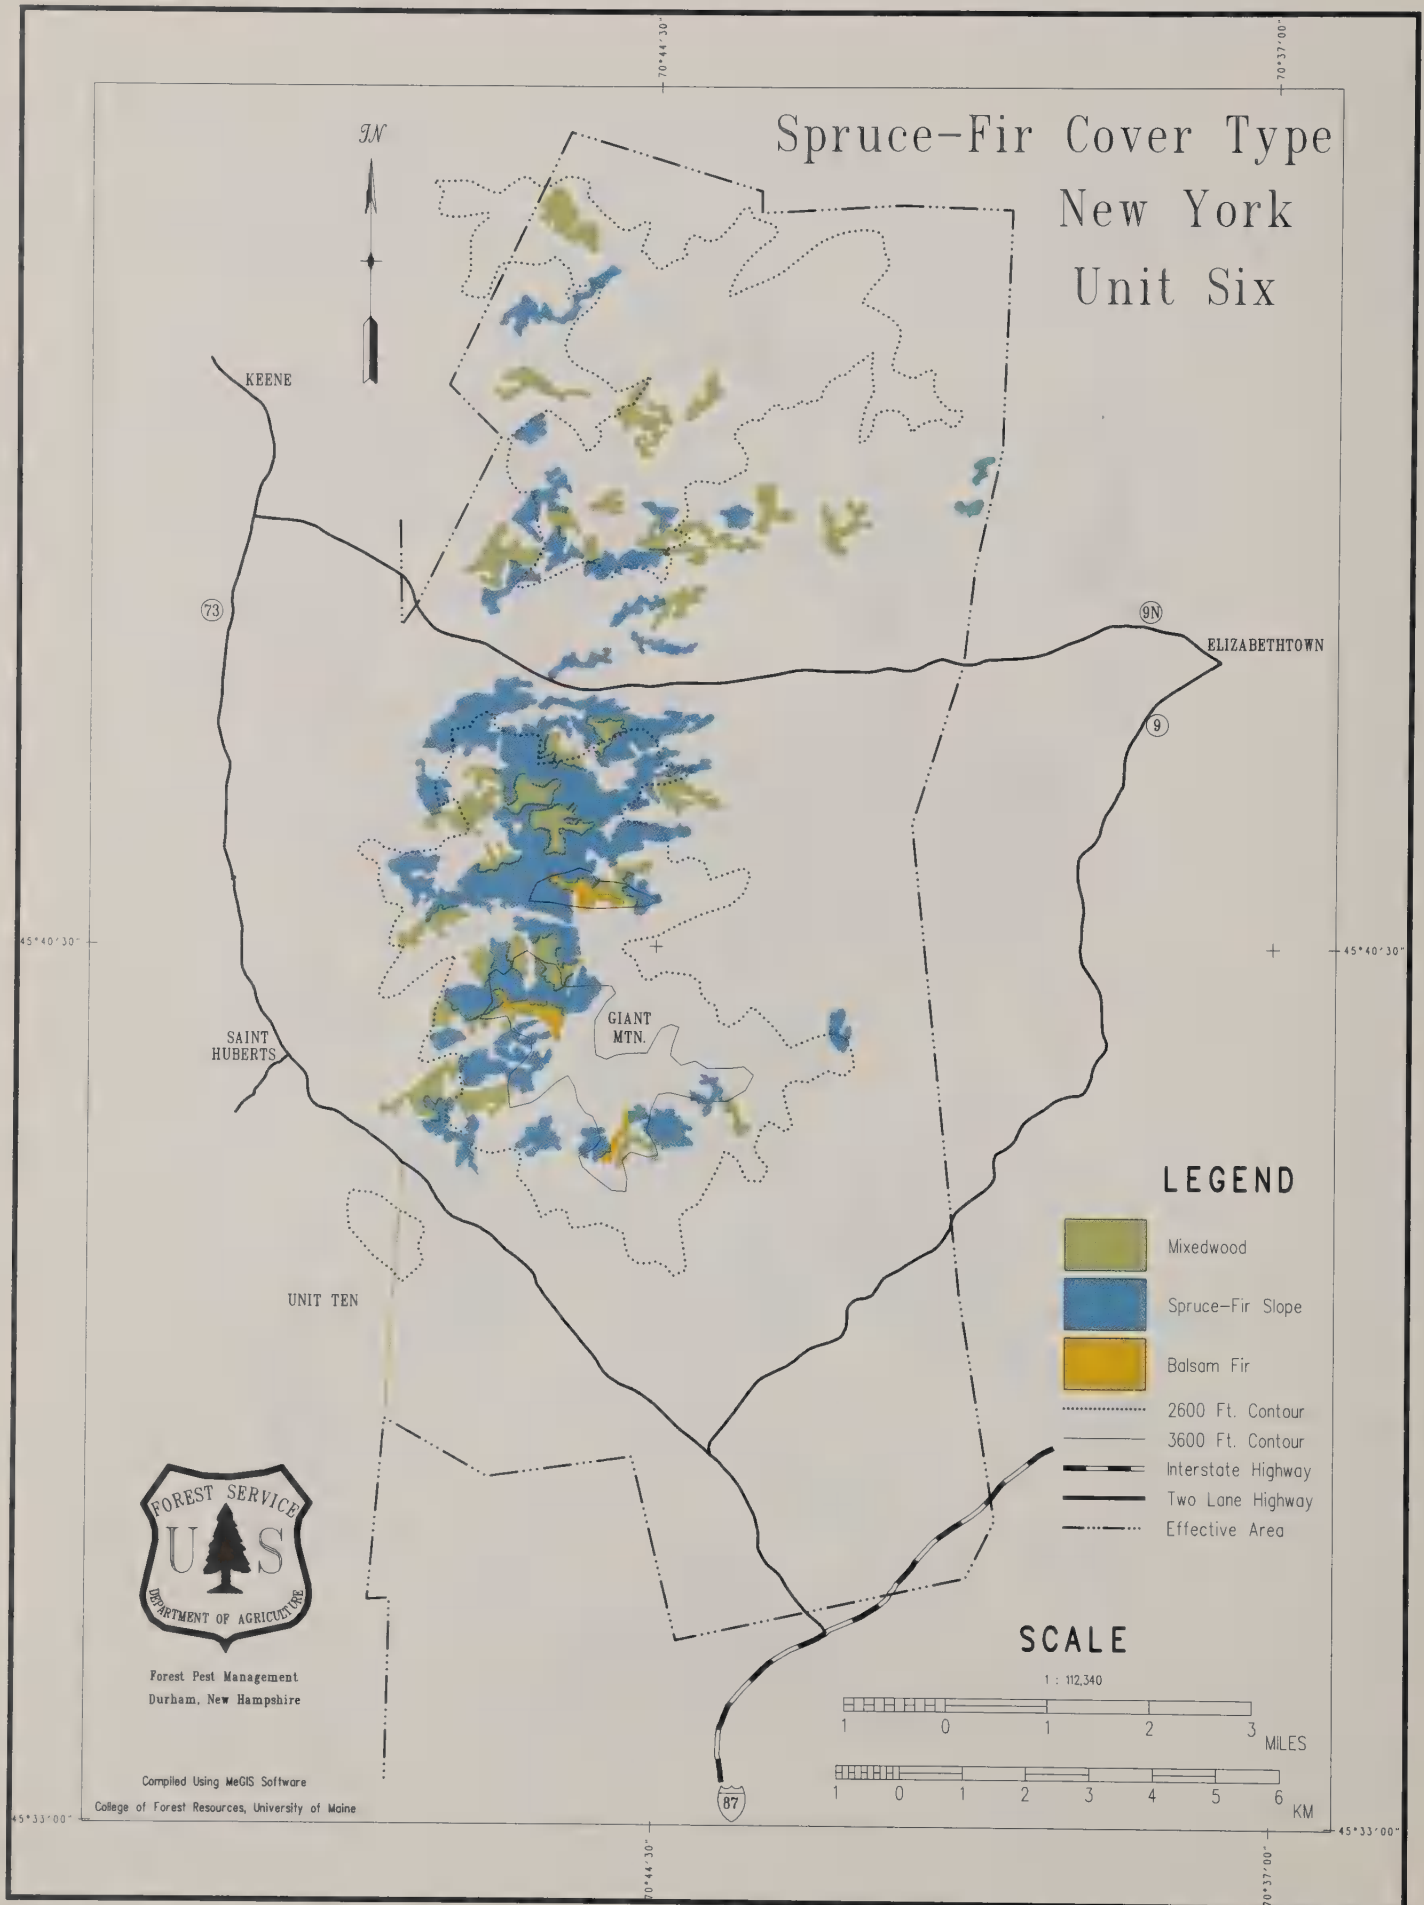 70°44'30"
70°37'00"
TN
Spruce-Fir Cover Type
New York
Unit Six
KEENE
73
9N
ELIZABETHTOWN
9
45°40'30"
45°40'30"
GIANT
MTN.
SAINT
HUBERTS
UNIT TEN
LEGEND
Mixedwood
Spruce-Fir Slope
Balsam Fir
2600 Ft. Contour
3600 Ft. Contour
Interstate Highway
Two Lane Highway
Effective Area
FOREST SERVICE
U S
DEPARTMENT OF AGRICULTURE
Forest Pest Management
Durham, New Hampshire
SCALE
1 : 112,340
1 0 1 2 3
MILES
1 0 1 2 3 4 5 6
KM
Compiled Using MeGIS Software
College of Forest Resources, University of Maine
87
45°33'00"
45°33'00"
70°44'30"
70°37'00"